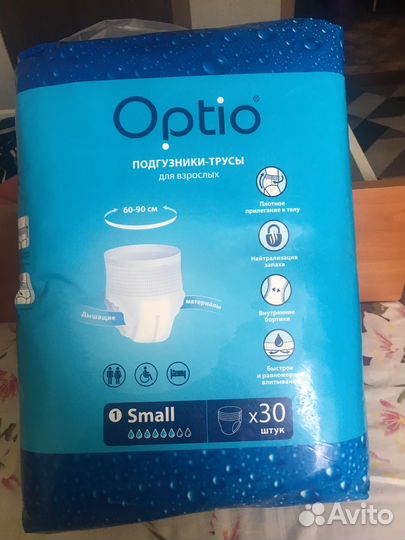 Optio®
ПОДГУЗНИКИ-ТРУСЫ
для взрослых
60-90 см
Плотное
прилегание к телу
Нейтрализация
запаха
Внутренние
бортики
Быстрое
и равномерное
впитывание
Дышащие
материалы
1 Small
x30
штук
Avito